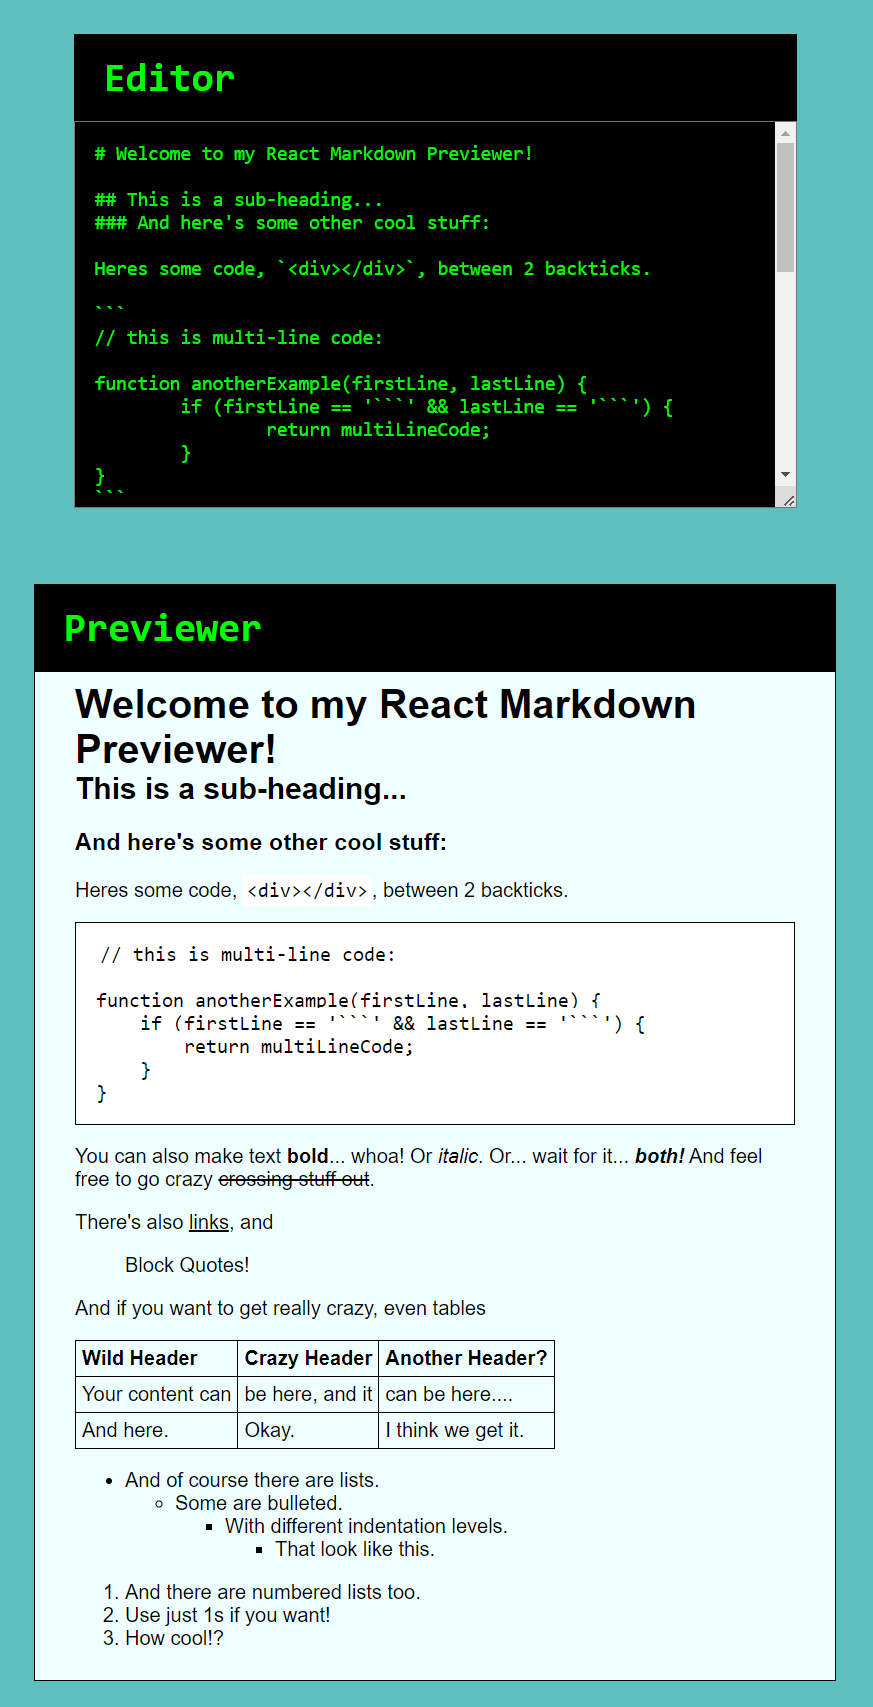 Editor
# Welcome to my React Markdown Previewer!
## This is a sub-heading...
### And here's some other cool stuff:
Heres some code, `<div></div>`, between 2 backticks.
```
// this is multi-line code:
function anotherExample(firstLine, lastLine) {
if (firstLine == '```' && lastLine == '```') {
return multiLineCode;
}
}
```
Previewer
Welcome to my React Markdown
Previewer!
This is a sub-heading...
And here's some other cool stuff:
Heres some code, <div></div>, between 2 backticks.
// this is multi-line code:
function anotherExample(firstLine, lastLine) {
if (firstLine == '```' && lastLine == '```') {
return multiLineCode;
}
}
You can also make text bold... whoa! Or italic. Or... wait for it... both! And feel
free to go crazy crossing stuff out.
There's also links, and
Block Quotes!
And if you want to get really crazy, even tables
Wild Header Crazy Header Another Header?
Your content can be here, and it can be here....
And here. Okay. I think we get it.
• And of course there are lists.
◦ Some are bulleted.
▪ With different indentation levels.
▪ That look like this.
1. And there are numbered lists too.
2. Use just 1s if you want!
3. How cool!?